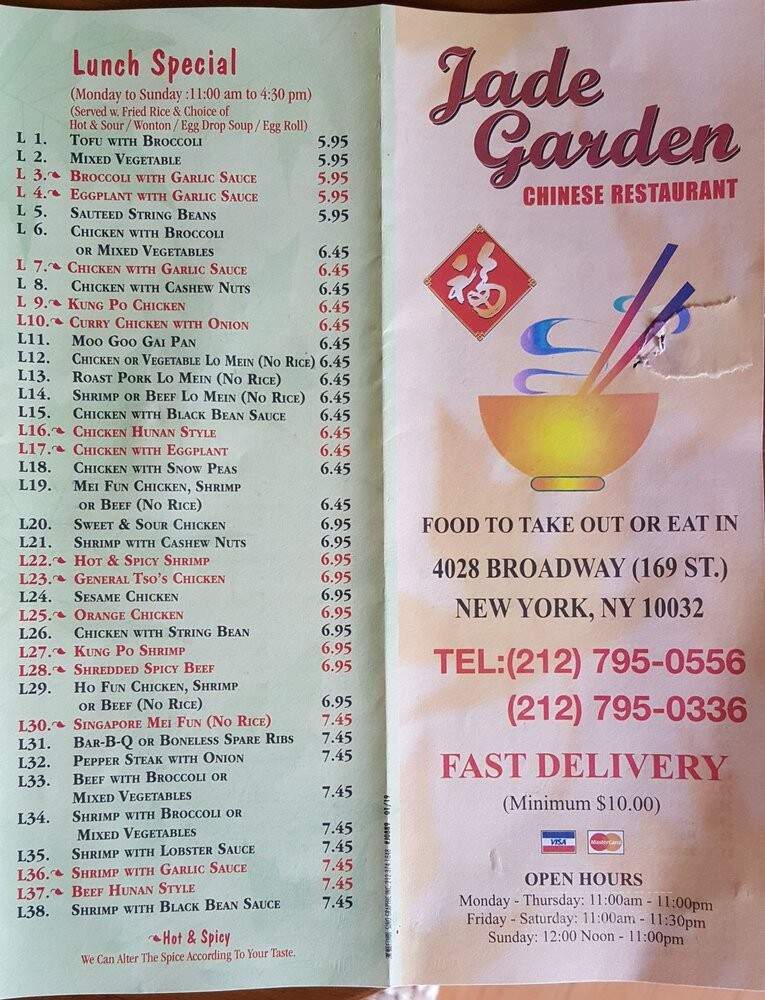 Lunch Special
(Monday to Sunday :11:00 am to 4:30 pm)
(Served w. Fried Rice & Choice of
Hot & Sour / Wonton / Egg Drop Soup / Egg Roll)
L 1. Tofu with Broccoli 5.95
L 2. Mixed Vegetable 5.95
L 3. Broccoli with Garlic Sauce 5.95
L 4. Eggplant with Garlic Sauce 5.95
L 5. Sauteed String Beans 5.95
L 6. Chicken with Broccoli
or Mixed Vegetables 6.45
L 7. Chicken with Garlic Sauce 6.45
L 8. Chicken with Cashew Nuts 6.45
L 9. Kung Po Chicken 6.45
L10. Curry Chicken with Onion 6.45
L11. Moo Goo Gai Pan 6.45
L12. Chicken or Vegetable Lo Mein (No Rice) 6.45
L13. Roast Pork Lo Mein (No Rice) 6.45
L14. Shrimp or Beef Lo Mein (No Rice) 6.45
L15. Chicken with Black Bean Sauce 6.45
L16. Chicken Hunan Style 6.45
L17. Chicken with Eggplant 6.45
L18. Chicken with Snow Peas 6.45
L19. Mei Fun Chicken, Shrimp
or Beef (No Rice) 6.45
L20. Sweet & Sour Chicken 6.95
L21. Shrimp with Cashew Nuts 6.95
L22. Hot & Spicy Shrimp 6.95
L23. General Tso's Chicken 6.95
L24. Sesame Chicken 6.95
L25. Orange Chicken 6.95
L26. Chicken with String Bean 6.95
L27. Kung Po Shrimp 6.95
L28. Shredded Spicy Beef 6.95
L29. Ho Fun Chicken, Shrimp
or Beef (No Rice) 6.95
L30. Singapore Mei Fun (No Rice) 7.45
L31. Bar-B-Q or Boneless Spare Ribs 7.45
L32. Pepper Steak with Onion 7.45
L33. Beef with Broccoli or
Mixed Vegetables 7.45
L34. Shrimp with Broccoli or
Mixed Vegetables 7.45
L35. Shrimp with Lobster Sauce 7.45
L36. Shrimp with Garlic Sauce 7.45
L37. Beef Hunan Style 7.45
L38. Shrimp with Black Bean Sauce 7.45
Hot & Spicy
We Can Alter The Spice According To Your Taste.
Jade
Garden
CHINESE RESTAURANT
福
FOOD TO TAKE OUT OR EAT IN
4028 BROADWAY (169 ST.)
NEW YORK, NY 10032
TEL:(212) 795-0556
(212) 795-0336
FAST DELIVERY
(Minimum $10.00)
VISA MasterCard
OPEN HOURS
Monday - Thursday: 11:00am - 11:00pm
Friday - Saturday: 11:00am - 11:30pm
Sunday: 12:00 Noon - 11:00pm